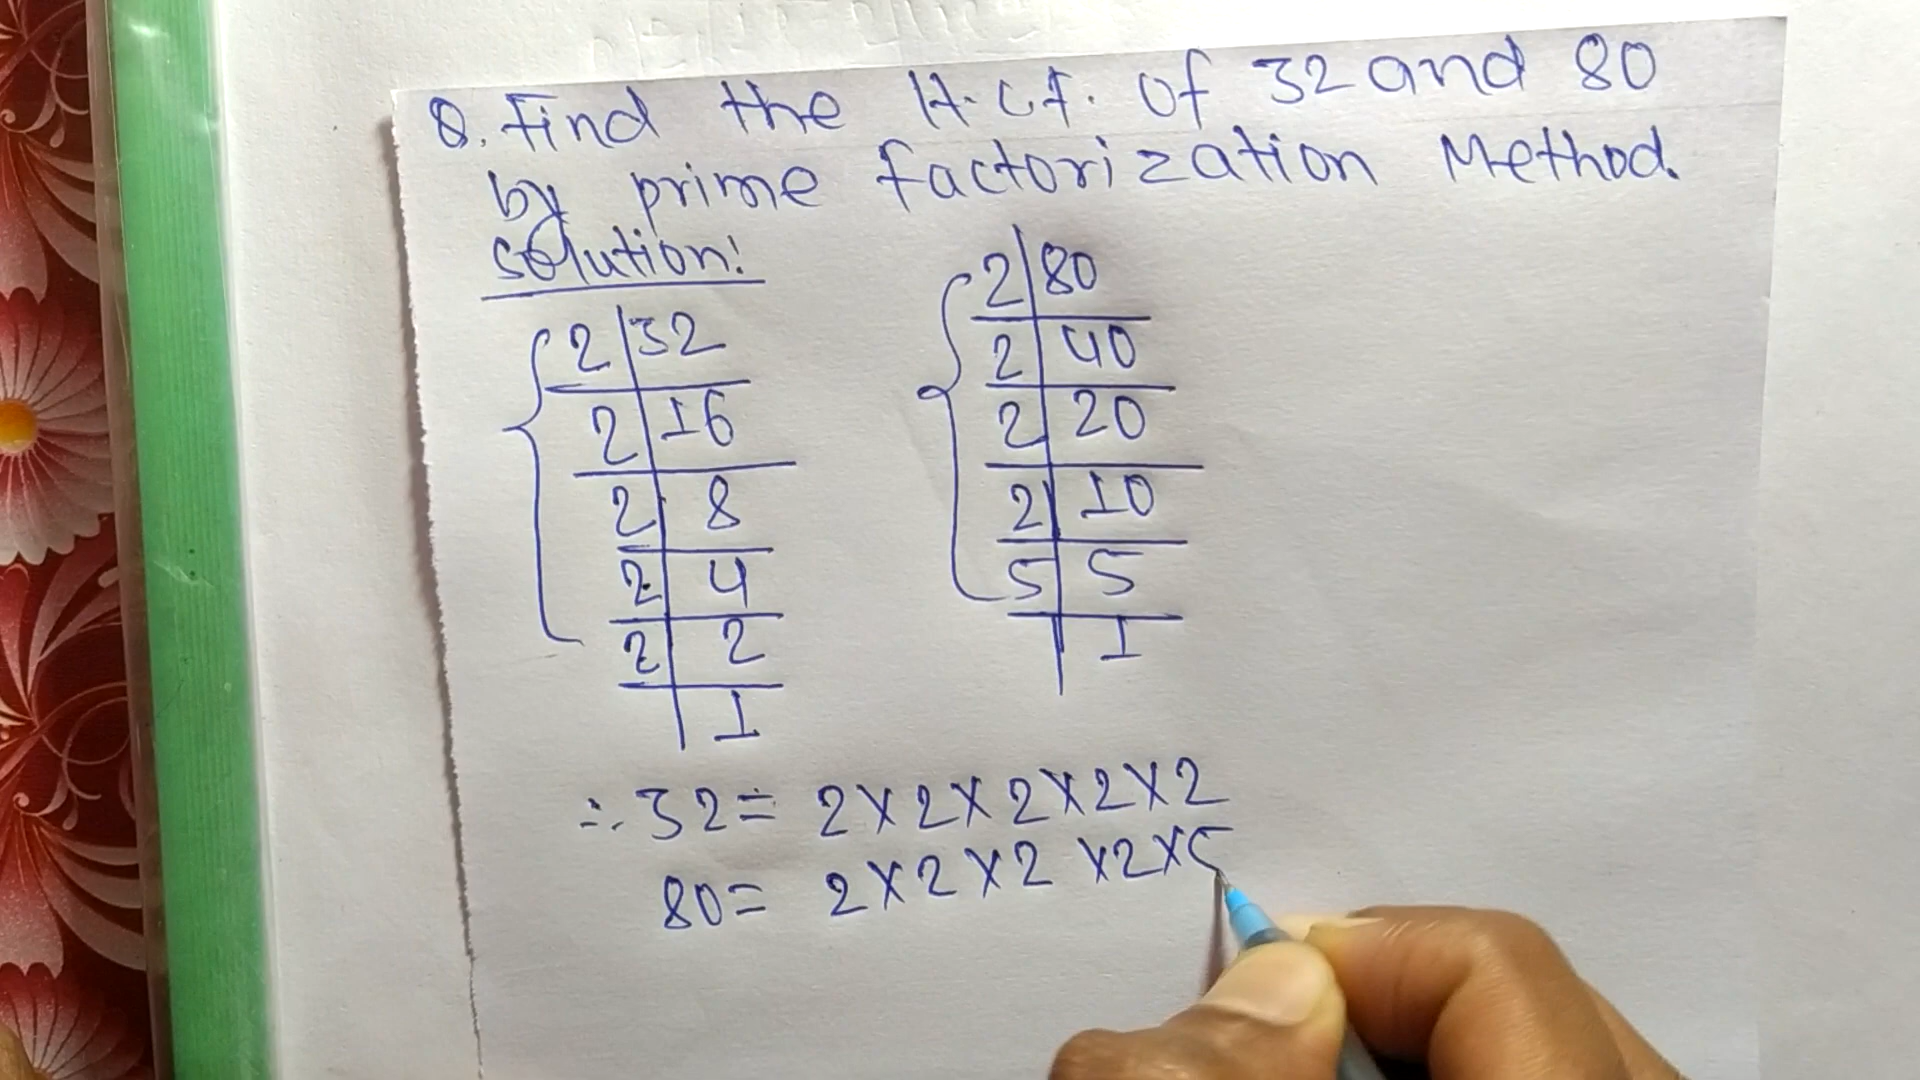 Q. Find the H.C.F. of 32 and 80
by prime factorization Method.
solution:
2 | 32
2 | 16
2 | 8
2 | 4
2 | 2
| 1
2 | 80
2 | 40
2 | 20
2 | 10
5 | 5
| 1
∴ 32 = 2 × 2 × 2 × 2 × 2
80 = 2 × 2 × 2 × 2 × 5